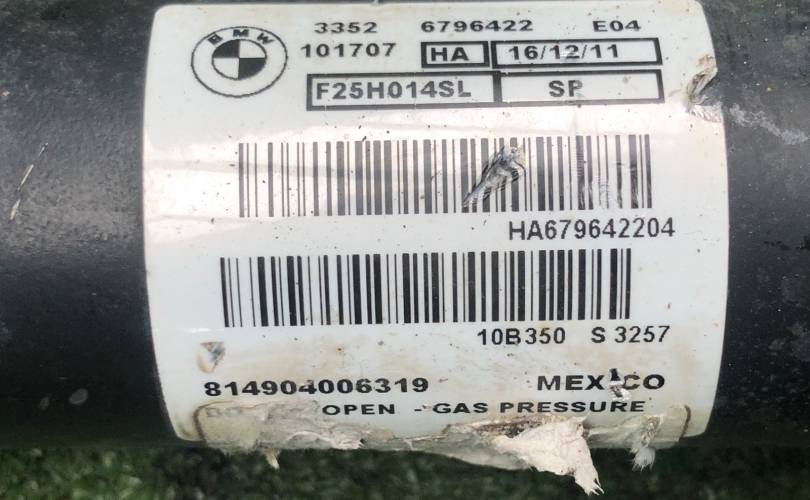 BMW
3352 6796422 E04
101707 HA 16/12/11
F25H014SL SP
HA679642204
10B350 S 3257
814904006319 MEXICO
OPEN - GAS PRESSURE